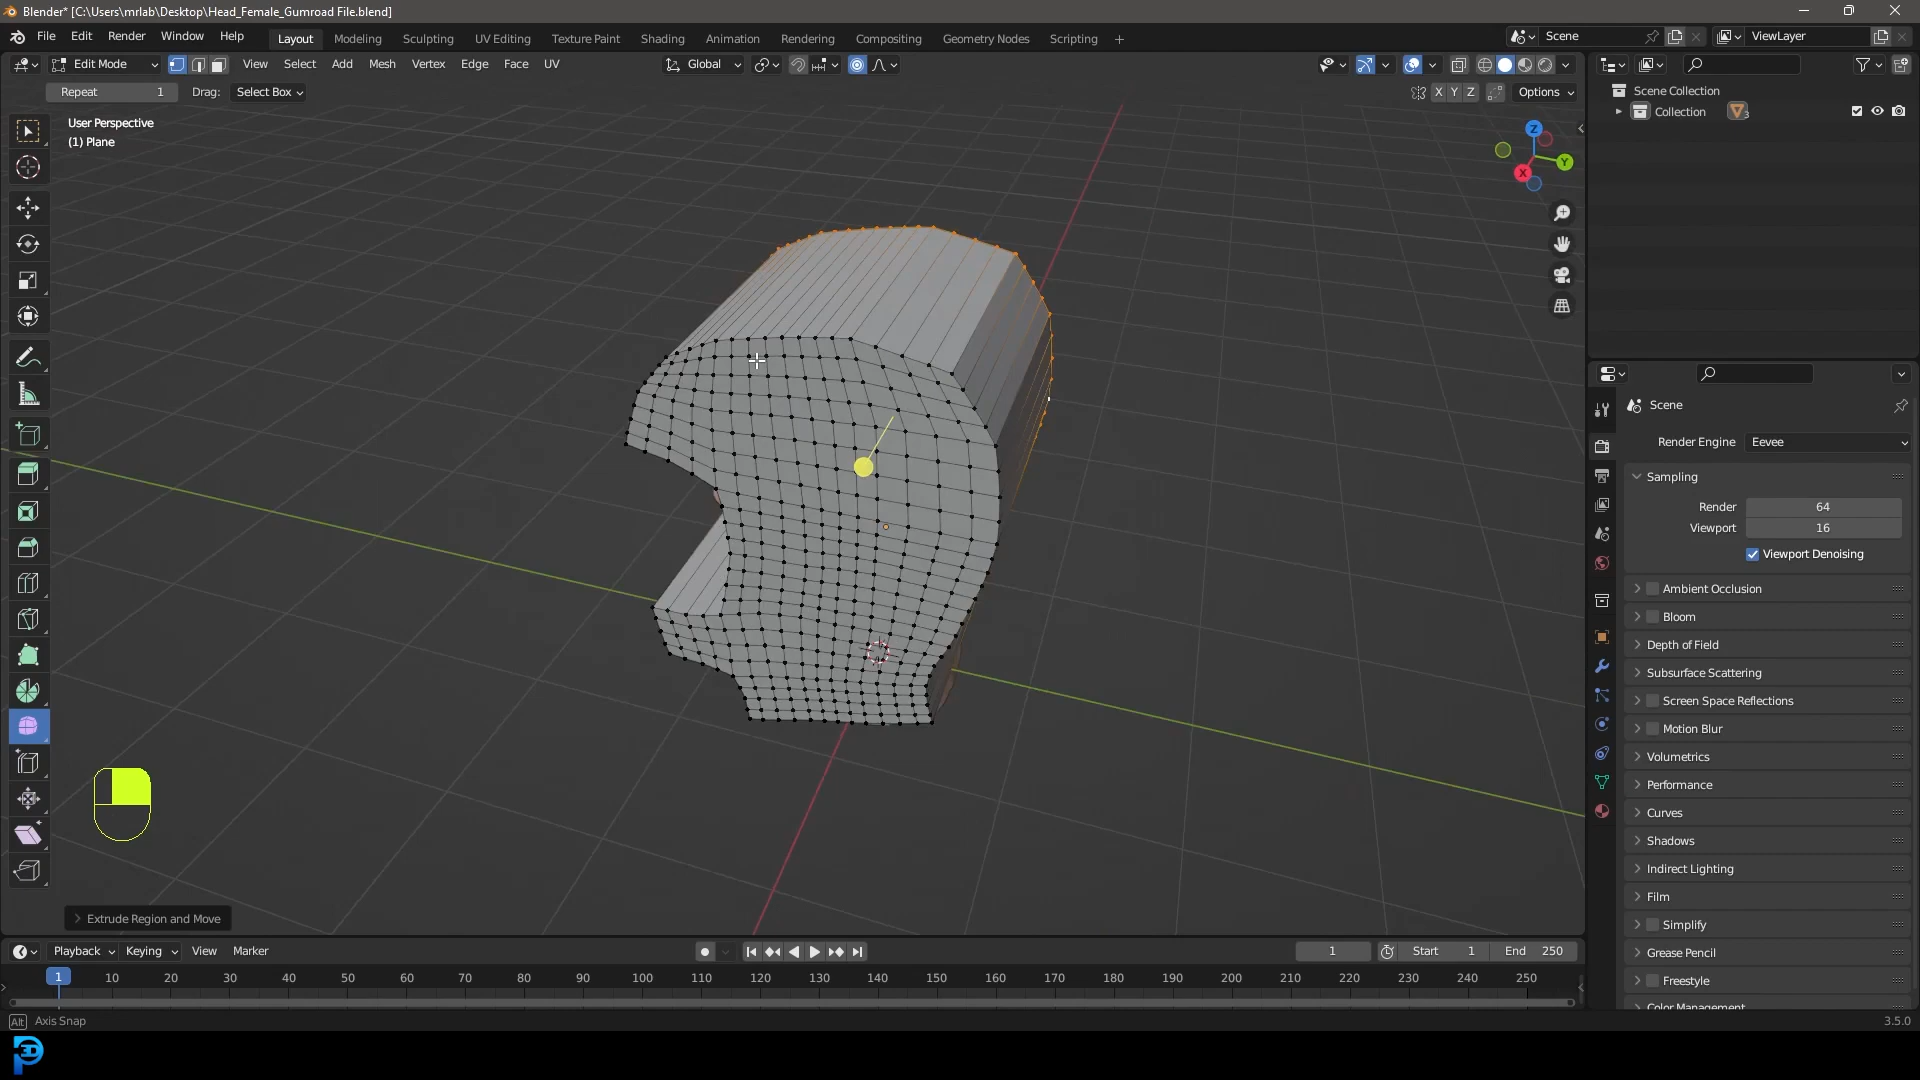 Blender* [C:\Users\mrlab\Desktop\Head_Female_Gumroad File.blend]
File Edit Render Window Help Layout Modeling Sculpting UV Editing Texture Paint Shading Animation Rendering Compositing Geometry Nodes Scripting + Scene ViewLayer
Edit Mode View Select Add Mesh Vertex Edge Face UV Global
Repeat 1 Drag: Select Box X Y Z Options
Scene Collection
Collection 3
User Perspective
(1) Plane
Z
Y
X
Scene
Render Engine Eevee
Sampling
Render 64
Viewport 16
Viewport Denoising
Ambient Occlusion
Bloom
Depth of Field
Subsurface Scattering
Screen Space Reflections
Motion Blur
Volumetrics
Performance
Curves
Shadows
Indirect Lighting
Film
Simplify
Grease Pencil
Freestyle
Color Management
Extrude Region and Move
Playback Keying View Marker 1 Start 1 End 250
1 10 20 30 40 50 60 70 80 90 100 110 120 130 140 150 160 170 180 190 200 210 220 230 240 250
Alt Axis Snap 3.5.0
3D